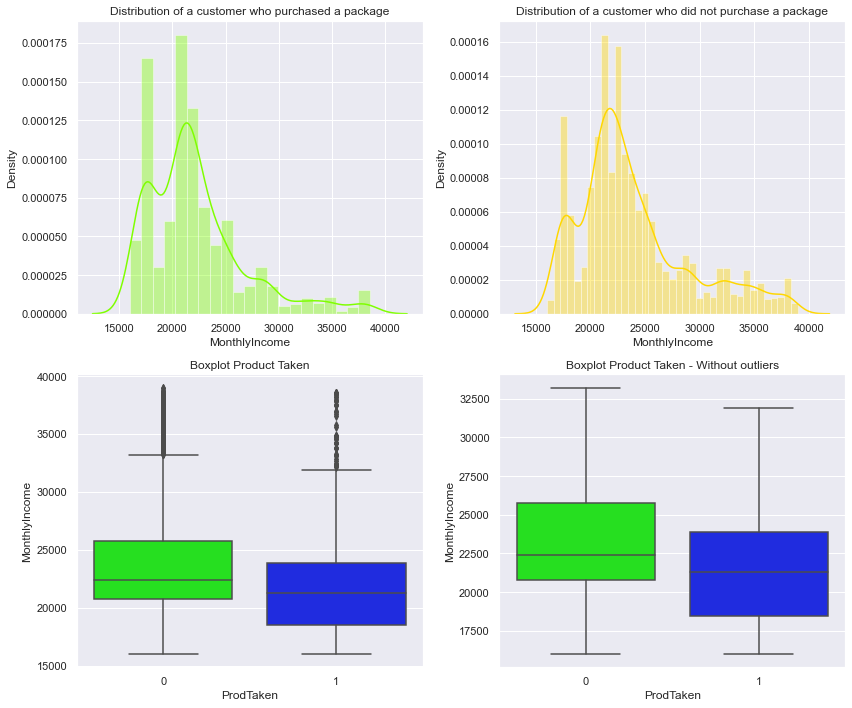 Distribution of a customer who purchased a package
0.000175
0.000150
0.000125
0.000100
0.000075
0.000050
0.000025
0.000000
Density
15000 20000 25000 30000 35000 40000
MonthlyIncome
Distribution of a customer who did not purchase a package
0.00016
0.00014
0.00012
0.00010
0.00008
0.00006
0.00004
0.00002
0.00000
Density
15000 20000 25000 30000 35000 40000
MonthlyIncome
Boxplot Product Taken
40000
35000
30000
25000
20000
15000
MonthlyIncome
0 1
ProdTaken
Boxplot Product Taken - Without outliers
32500
30000
27500
25000
22500
20000
17500
MonthlyIncome
0 1
ProdTaken